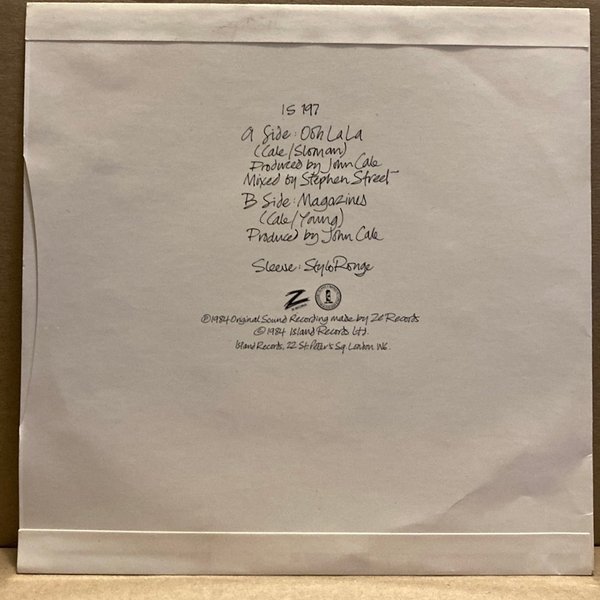 IS 197
A Side: Ooh La La
(Cale/Sloman)
Produced by John Cale
Mixed by Stephen Street
B Side: Magazines
(Cale/Young)
Produced by John Cale
Sleeve: StyloRouge
Ⓟ1984 Original Sound Recording made by Ze Records
©1984 Island Records Ltd.
Island Records, 22 St. Peter's Sq. London W6.